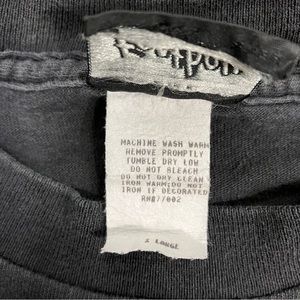 MACHINE WASH WARM
REMOVE PROMPTLY
TUMBLE DRY LOW
DO NOT BLEACH
DO NOT DRY CLEAN
IRON WARM(DO NOT
IRON IF DECORATED)
RN87002
X LARGE